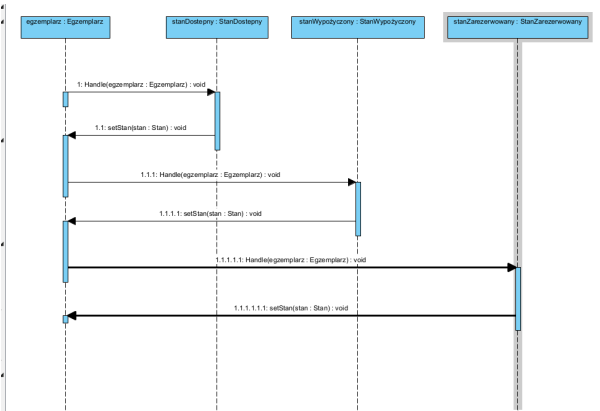 egzemplarz : Egzemplarz
stanDostepny : StanDostepny
stanWypożyczony : StanWypożyczony
stanZarezerwowany : StanZarezerwowany
1: Handle(egzemplarz : Egzemplarz) : void
1.1: setStan(stan : Stan) : void
1.1.1: Handle(egzemplarz : Egzemplarz) : void
1.1.1.1: setStan(stan : Stan) : void
1.1.1.1.1: Handle(egzemplarz : Egzemplarz) : void
1.1.1.1.1.1: setStan(stan : Stan) : void